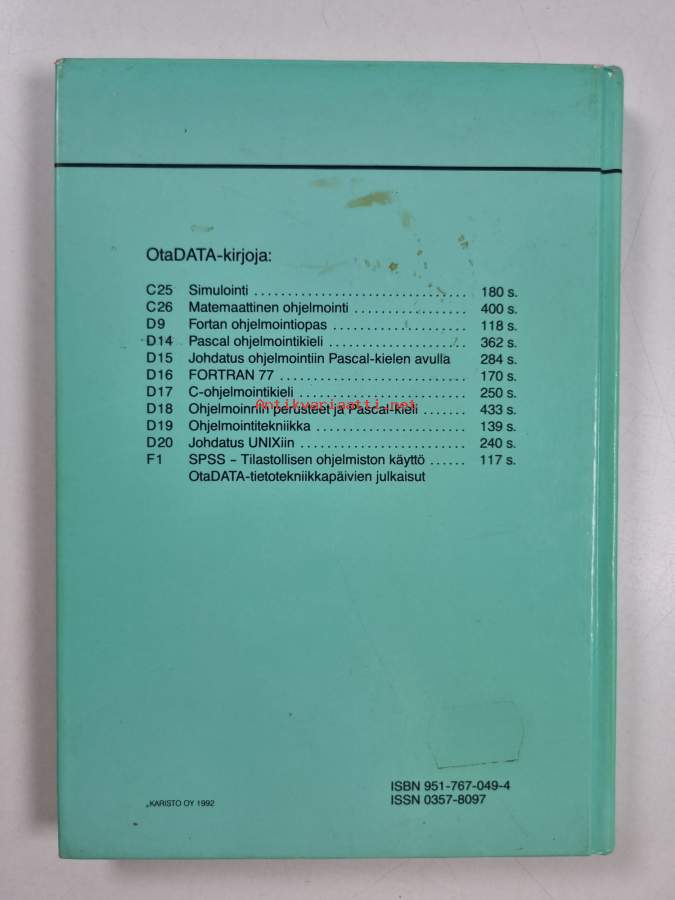 OtaDATA-kirjoja:
C25 Simulointi ................................ 180 s.
C26 Matemaattinen ohjelmointi ................. 400 s.
D9 Fortan ohjelmointiopas .................... 118 s.
D14 Pascal ohjelmointikieli ..................... 362 s.
D15 Johdatus ohjelmointiin Pascal-kielen avulla 284 s.
D16 FORTRAN 77 ............................ 170 s.
D17 C-ohjelmointikieli .......................... 250 s.
Antikvariaatti.net
D18 Ohjelmoinriin perusteet ja Pascal-kieli ....... 433 s.
D19 Ohjelmointitekniikka ....................... 139 s.
D20 Johdatus UNIXiin ......................... 240 s.
F1 SPSS – Tilastollisen ohjelmiston käyttö ...... 117 s.
OtaDATA-tietotekniikkapäivien julkaisut
ISBN 951-767-049-4
ISSN 0357-8097
KARISTO OY 1992